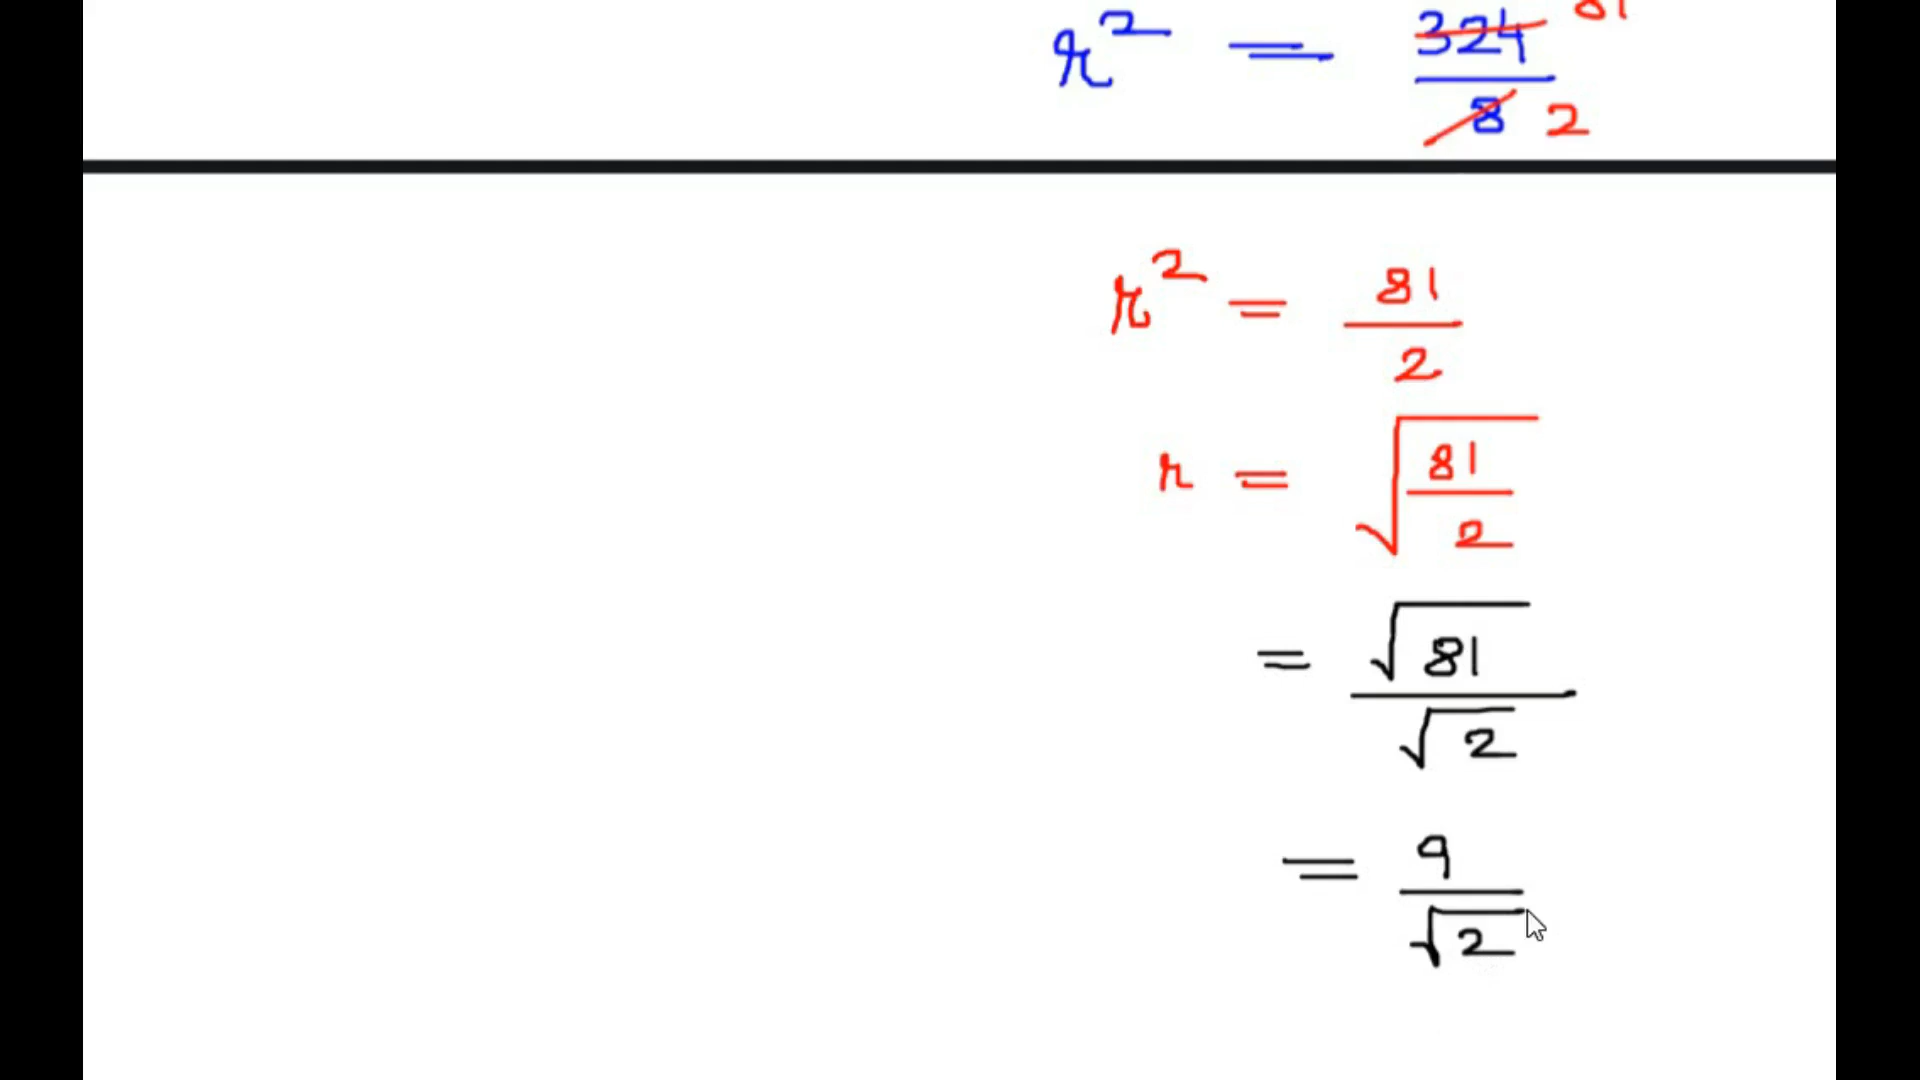 r² = 324/8 81 2
r² = 81/2
r = √(81/2)
= √81/√2
= 9/√2